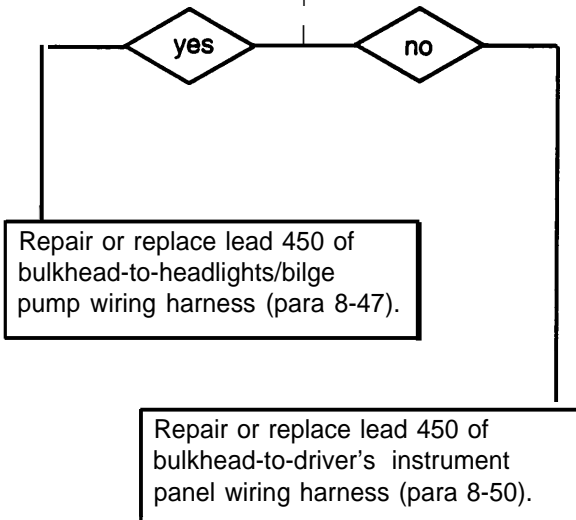 yes
no
Repair or replace lead 450 of
bulkhead-to-headlights/bilge
pump wiring harness (para 8-47).
Repair or replace lead 450 of
bulkhead-to-driver's instrument
panel wiring harness (para 8-50).